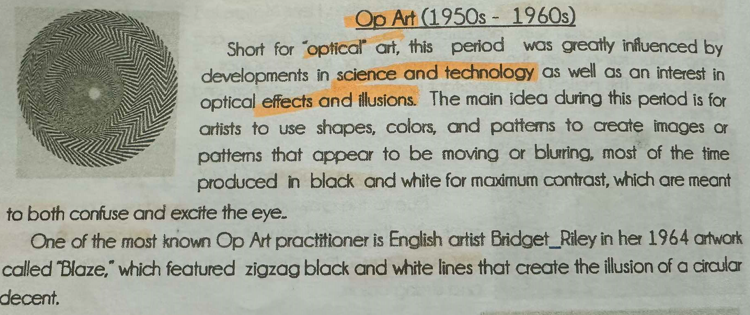 Op Art (1950s - 1960s)
Short for "optical" art, this period was greatly influenced by
developments in science and technology as well as an interest in
optical effects and illusions. The main idea during this period is for
artists to use shapes, colors, and patterns to create images or
patterns that appear to be moving or blurring, most of the time
produced in black and white for maximum contrast, which are meant
to both confuse and excite the eye..
One of the most known Op Art practitioner is English artist Bridget_Riley in her 1964 artwork
called "Blaze," which featured zigzag black and white lines that create the illusion of a circular
decent.